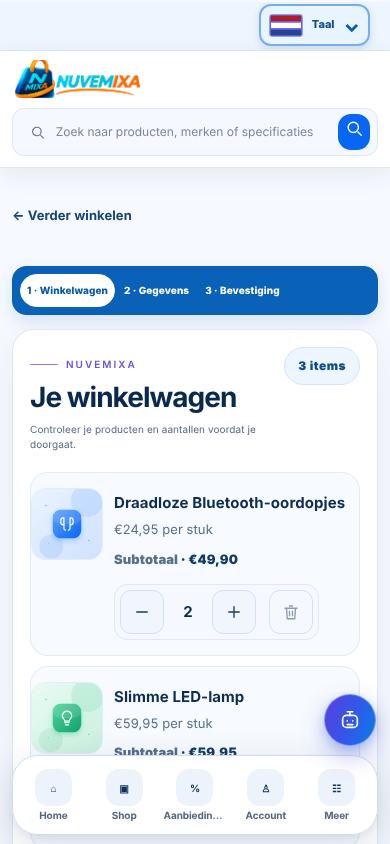 Taal
NUVEMIXA
Zoek naar producten, merken of specificaties
← Verder winkelen
1 · Winkelwagen 2 · Gegevens 3 · Bevestiging
NUVEMIXA
3 items
Je winkelwagen
Controleer je producten en aantallen voordat je
doorgaat.
Draadloze Bluetooth-oordopjes
€24,95 per stuk
Subtotaal · €49,90
− 2 +
Slimme LED-lamp
€59,95 per stuk
Subtotaal · €59,95
%
Home Shop Aanbiedin... Account Meer